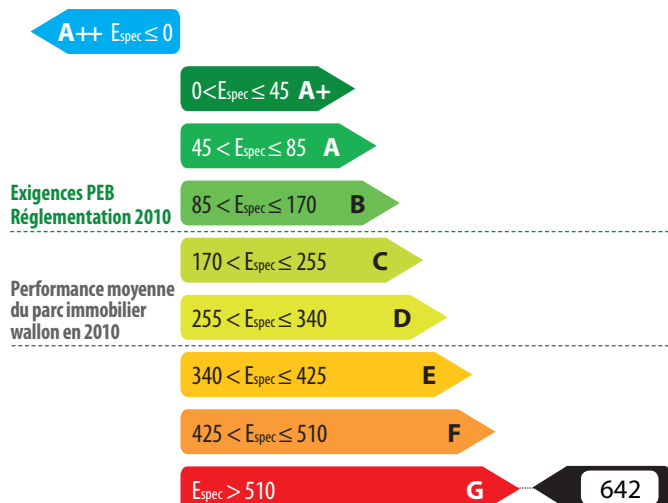 A++ Espec ≤ 0
0<Espec ≤ 45 A+
45 < Espec ≤ 85 A
Exigences PEB
Réglementation 2010
85 < Espec ≤ 170 B
170 < Espec ≤ 255 C
Performance moyenne
du parc immobilier
wallon en 2010
255 < Espec ≤ 340 D
340 < Espec ≤ 425 E
425 < Espec ≤ 510 F
Espec > 510 G
642